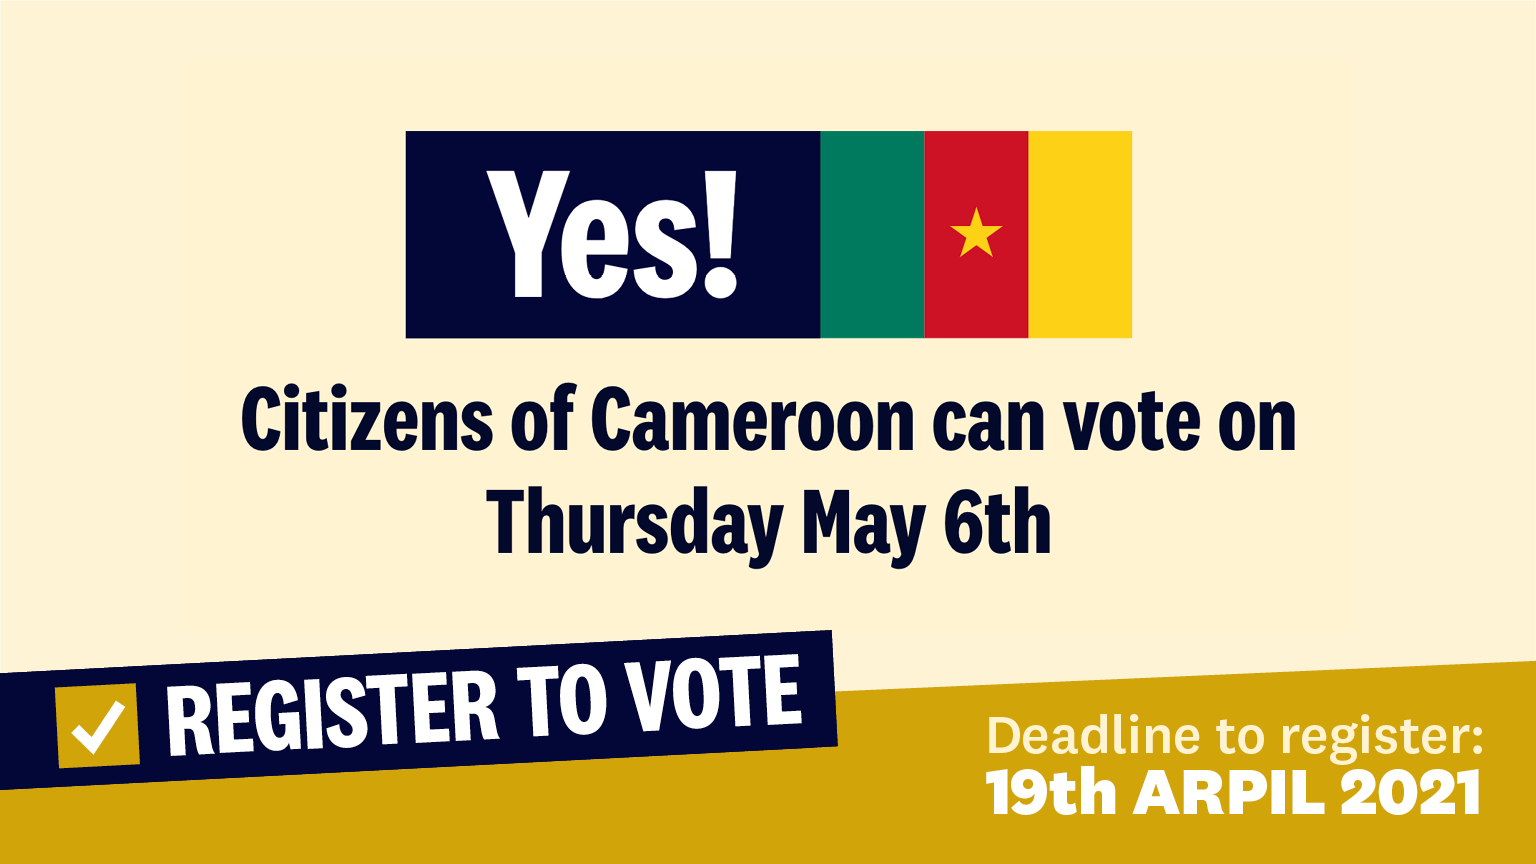 Yes!
Citizens of Cameroon can vote on
Thursday May 6th
REGISTER TO VOTE
Deadline to register:
19th ARPIL 2021